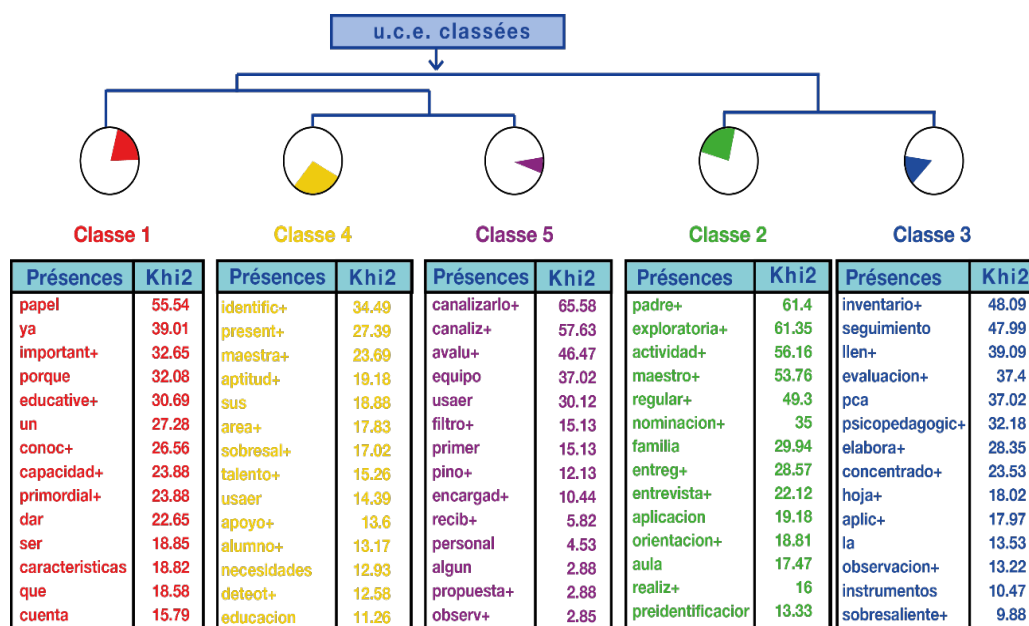 u.c.e. classées
Classe 1
Classe 4
Classe 5
Classe 2
Classe 3
Présences Khi2
papel 55.54
ya 39.01
important+ 32.65
porque 32.08
educative+ 30.69
un 27.28
conoc+ 26.56
capacidad+ 23.88
primordial+ 23.88
dar 22.65
ser 18.85
caracteristicas 18.82
que 18.58
cuenta 15.79
Présences Khi2
identific+ 34.49
present+ 27.39
maestra+ 23.69
aptitud+ 19.18
sus 18.88
area+ 17.83
sobresal+ 17.02
talento+ 15.26
usaer 14.39
apoyo+ 13.6
alumno+ 13.17
necesidades 12.93
deteot+ 12.58
educacion 11.26
Présences Khi2
canalizarlo+ 65.58
canaliz+ 57.63
avalu+ 46.47
equipo 37.02
usaer 30.12
filtro+ 15.13
primer 15.13
pino+ 12.13
encargad+ 10.44
recib+ 5.82
personal 4.53
algun 2.88
propuesta+ 2.88
observ+ 2.85
Présences Khi2
padre+ 61.4
exploratoria+ 61.35
actividad+ 56.16
maestro+ 53.76
regular+ 49.3
nominacion+ 35
familia 29.94
entreg+ 28.57
entrevista+ 22.12
aplicacion 19.18
orientacion+ 18.81
aula 17.47
realiz+ 16
preidentificacior 13.33
Présences Khi2
inventario+ 48.09
seguimiento 47.99
llen+ 39.09
evaluacion+ 37.4
pca 37.02
psicopedagogic+ 32.18
elabora+ 28.35
concentrado+ 23.53
hoja+ 18.02
aplic+ 17.97
la 13.53
observacion+ 13.22
instrumentos 10.47
sobresaliente+ 9.88